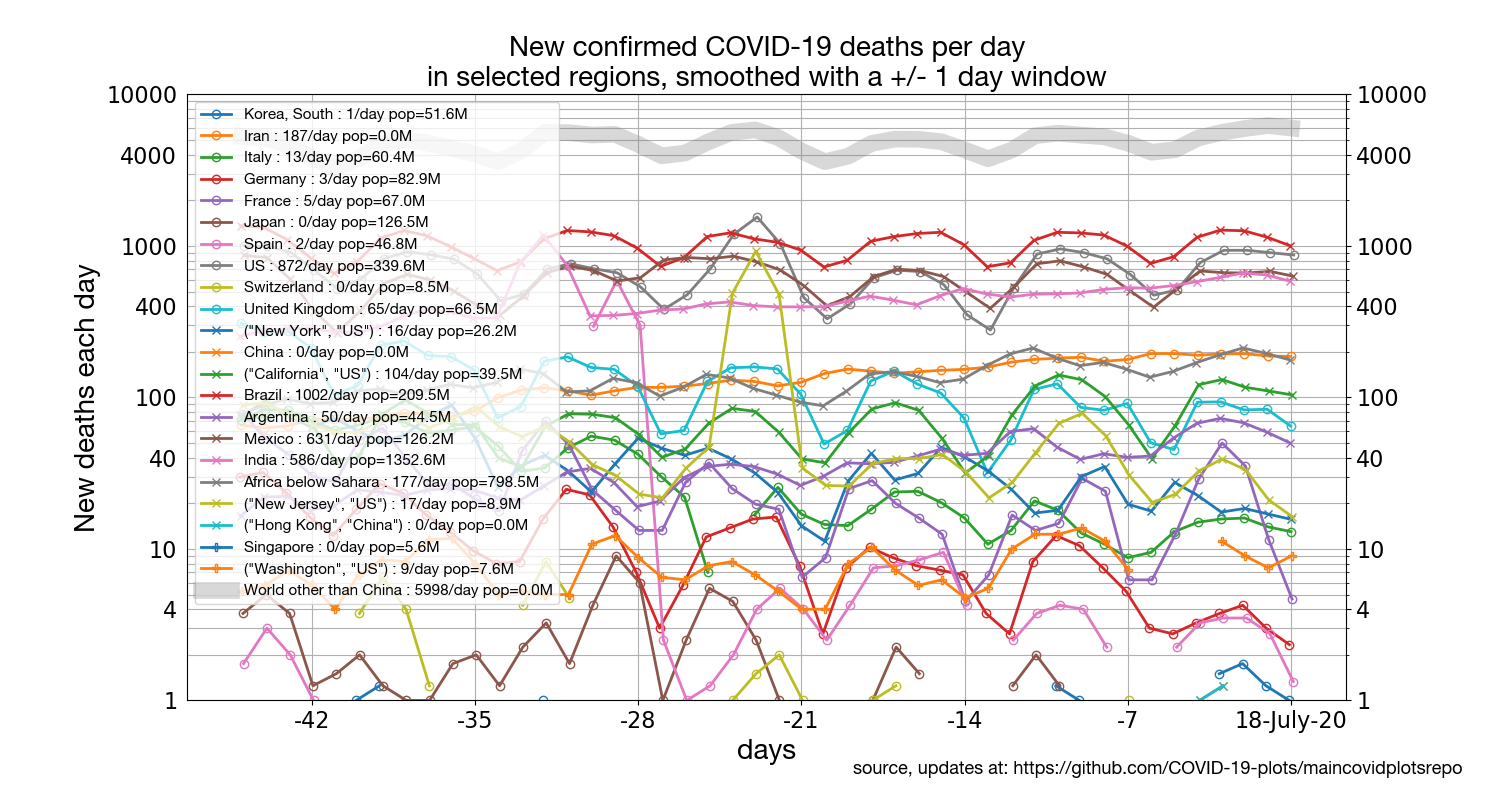 New confirmed COVID-19 deaths per day
in selected regions, smoothed with a +/- 1 day window
New deaths each day
10000
4000
1000
400
100
40
10
4
1
Korea, South : 1/day pop=51.6M
Iran : 187/day pop=0.0M
Italy : 13/day pop=60.4M
Germany : 3/day pop=82.9M
France : 5/day pop=67.0M
Japan : 0/day pop=126.5M
Spain : 2/day pop=46.8M
US : 872/day pop=339.6M
Switzerland : 0/day pop=8.5M
United Kingdom : 65/day pop=66.5M
("New York", "US") : 16/day pop=26.2M
China : 0/day pop=0.0M
("California", "US") : 104/day pop=39.5M
Brazil : 1002/day pop=209.5M
Argentina : 50/day pop=44.5M
Mexico : 631/day pop=126.2M
India : 586/day pop=1352.6M
Africa below Sahara : 177/day pop=798.5M
("New Jersey", "US") : 17/day pop=8.9M
("Hong Kong", "China") : 0/day pop=0.0M
Singapore : 0/day pop=5.6M
("Washington", "US") : 9/day pop=7.6M
World other than China : 5998/day pop=0.0M
10000
4000
1000
400
100
40
10
4
1
-42
-35
-28
-21
-14
-7
18-July-20
days
source, updates at: https://github.com/COVID-19-plots/maincovidplotsrepo